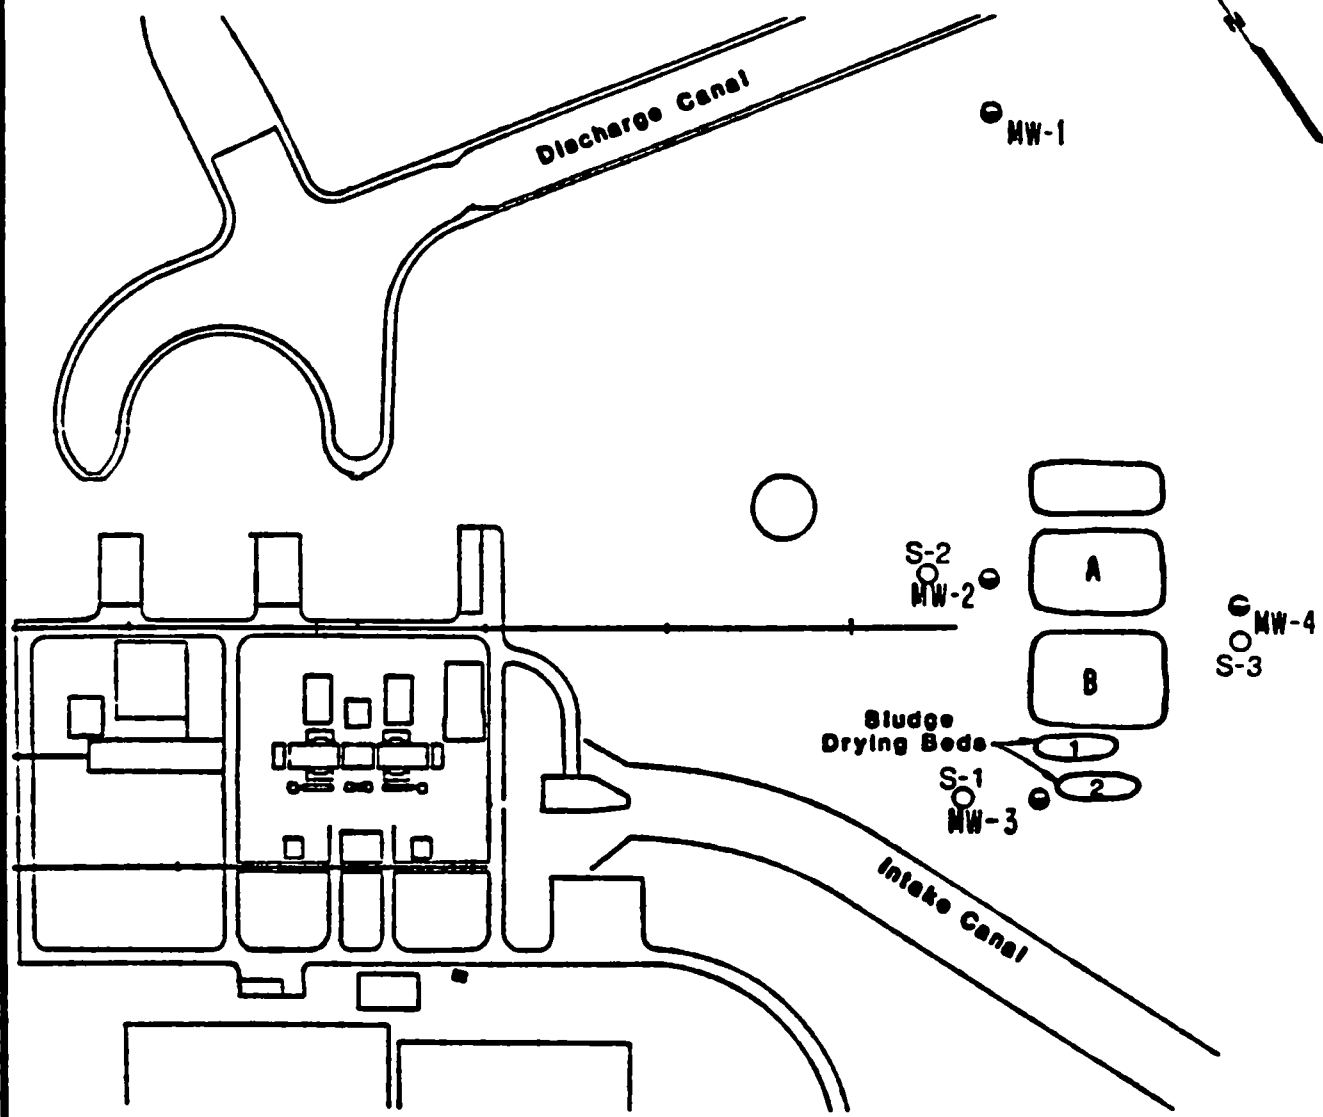 N
Discharge Canal
MW-1
S-2
MW-2
A
MW-4
S-3
B
Sludge
Drying Beds
1
2
S-1
MW-3
Intake Canal